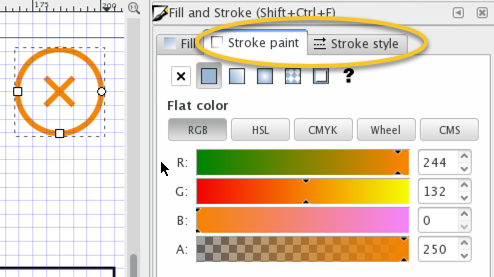 175
200
Fill and Stroke (Shift+Ctrl+F)
Fill
Stroke paint
Stroke style
?
Flat color
RGB
HSL
CMYK
Wheel
CMS
R: 244
G: 132
B: 0
A: 250